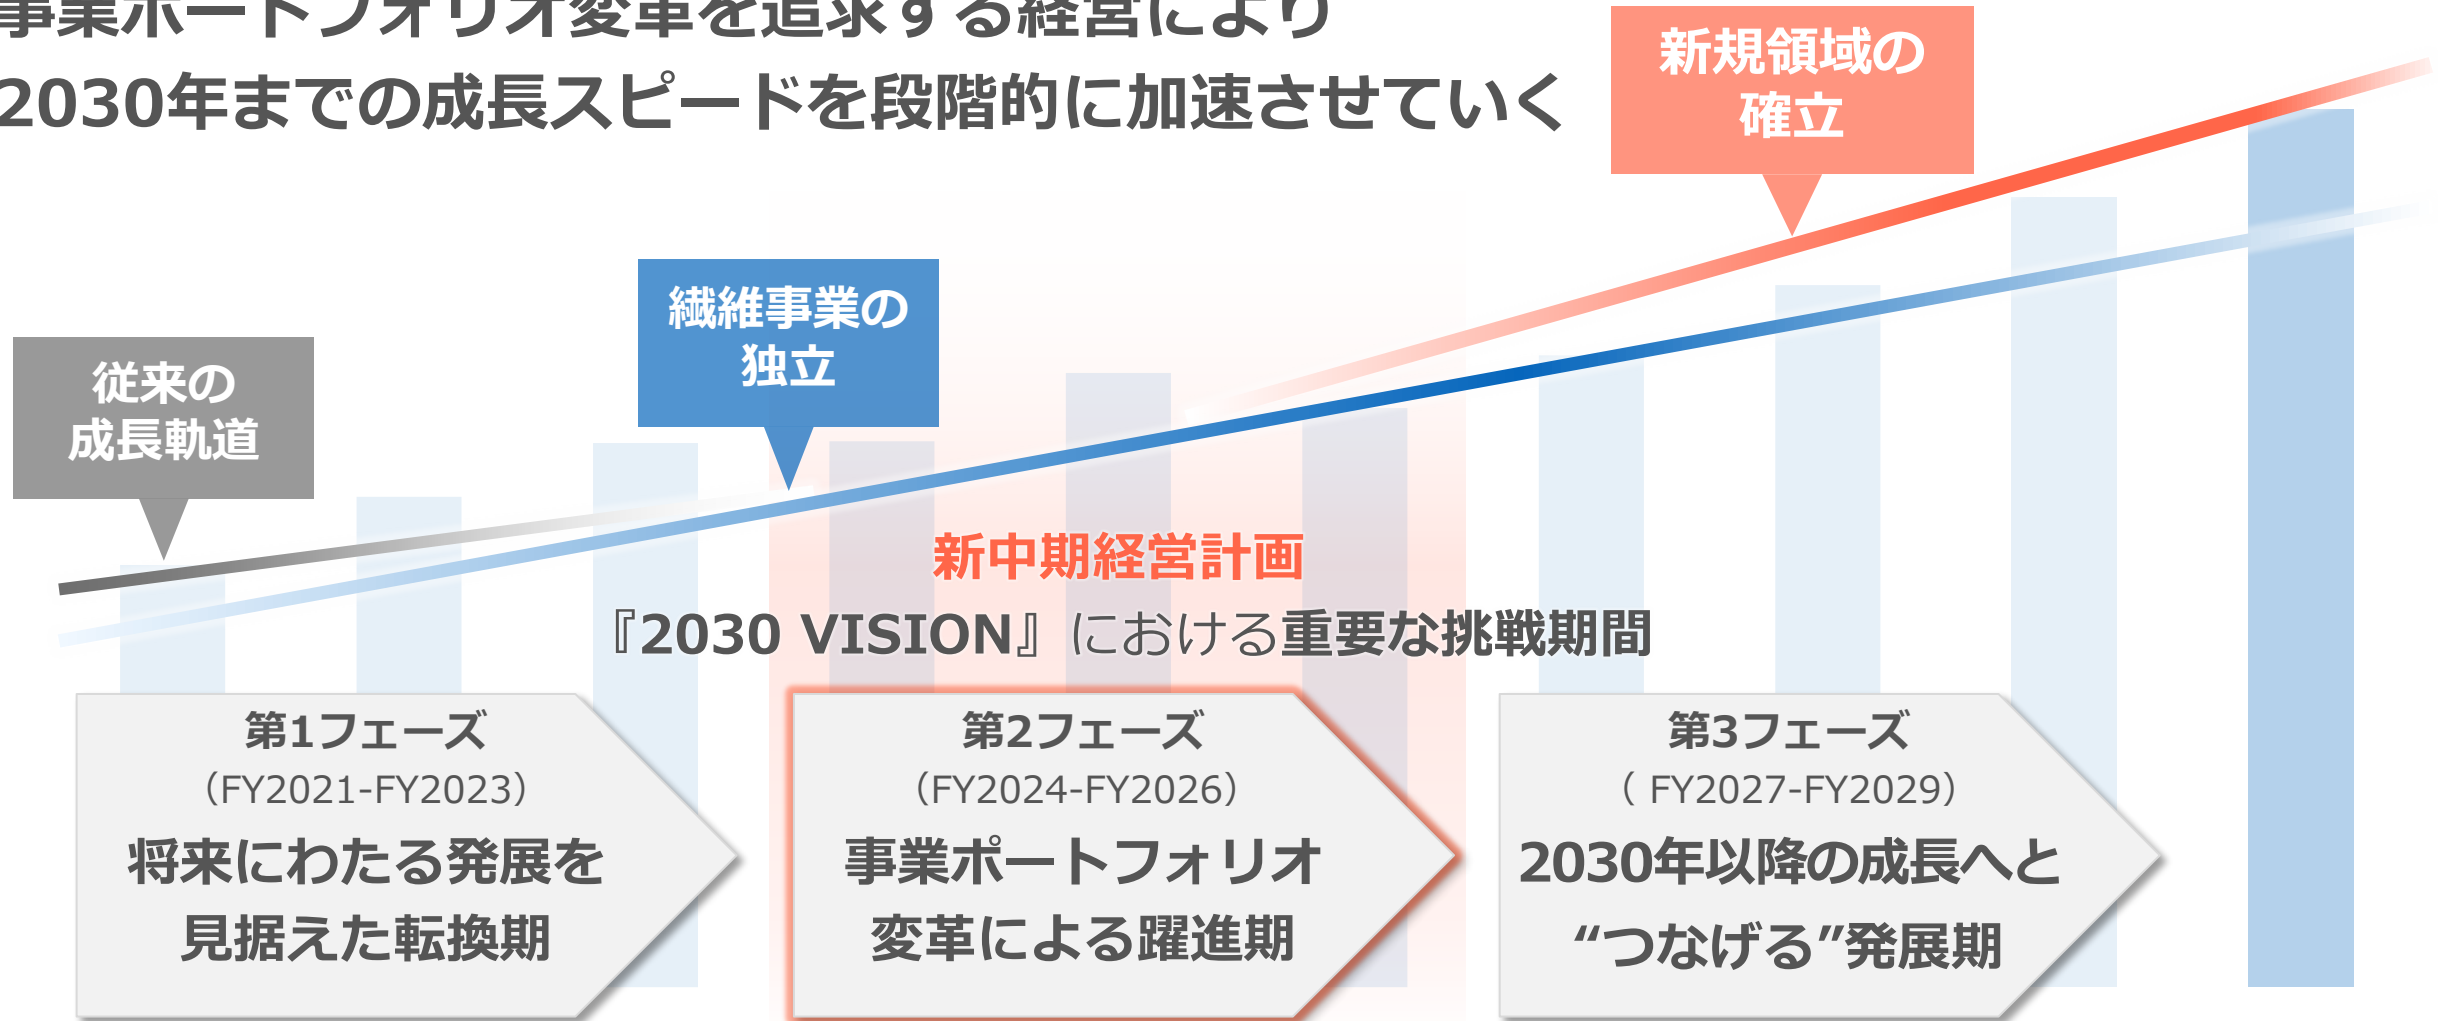 事業ポートフォリオ変革を追求する経営により
2030年までの成長スピードを段階的に加速させていく
新規領域の
確立
繊維事業の
独立
従来の
成長軌道
新中期経営計画
『2030 VISION』における重要な挑戦期間
第1フェーズ
（FY2021-FY2023）
将来にわたる発展を
見据えた転換期
第2フェーズ
（FY2024-FY2026）
事業ポートフォリオ
変革による躍進期
第3フェーズ
（ FY2027-FY2029）
2030年以降の成長へと
“つなげる”発展期